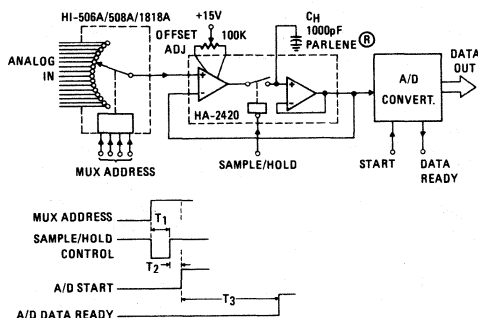 HI-506A/508A/1818A
+15V
OFFSET
ADJ
100K
CH
1000pF
PARLENE ®
ANALOG
IN
HA-2420
A/D
CONVERT.
DATA
OUT
MUX ADDRESS
SAMPLE/HOLD
START
DATA
READY
MUX ADDRESS
T1
SAMPLE/HOLD
CONTROL
T2
A/D START
T3
A/D DATA READY